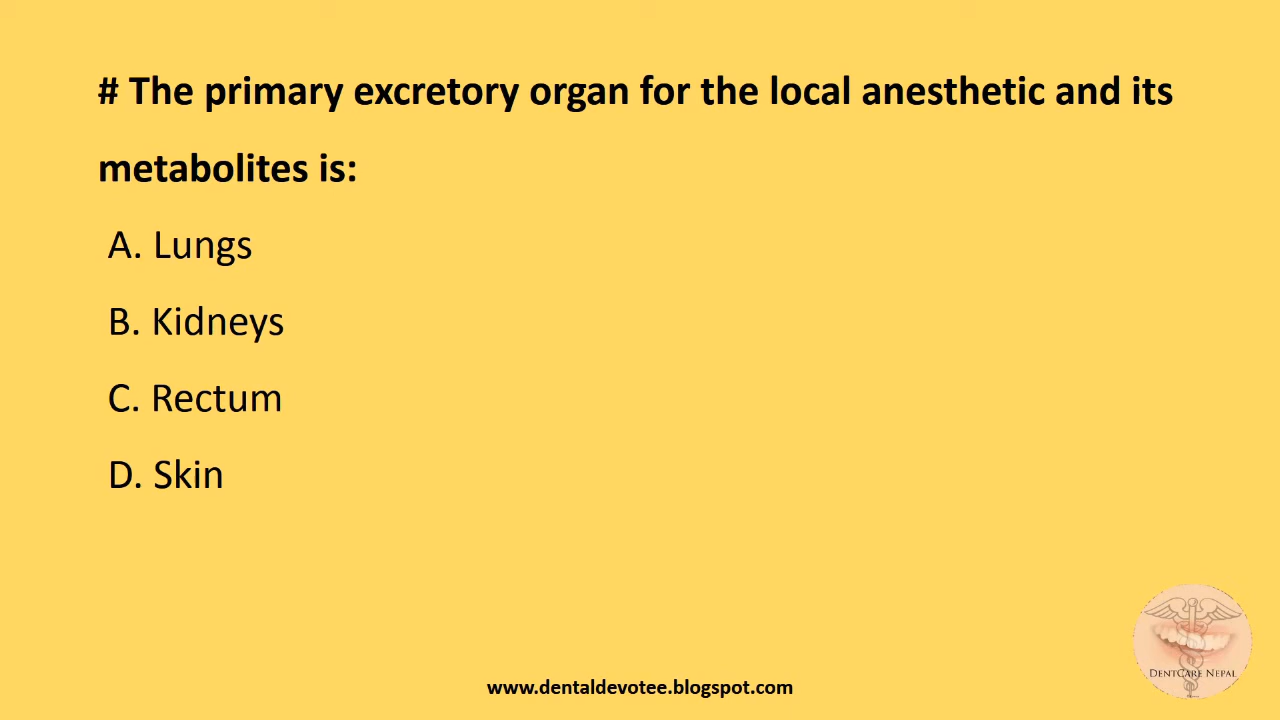 # The primary excretory organ for the local anesthetic and its
metabolites is:
A. Lungs
B. Kidneys
C. Rectum
D. Skin
DentCare Nepal
www.dentaldevotee.blogspot.com